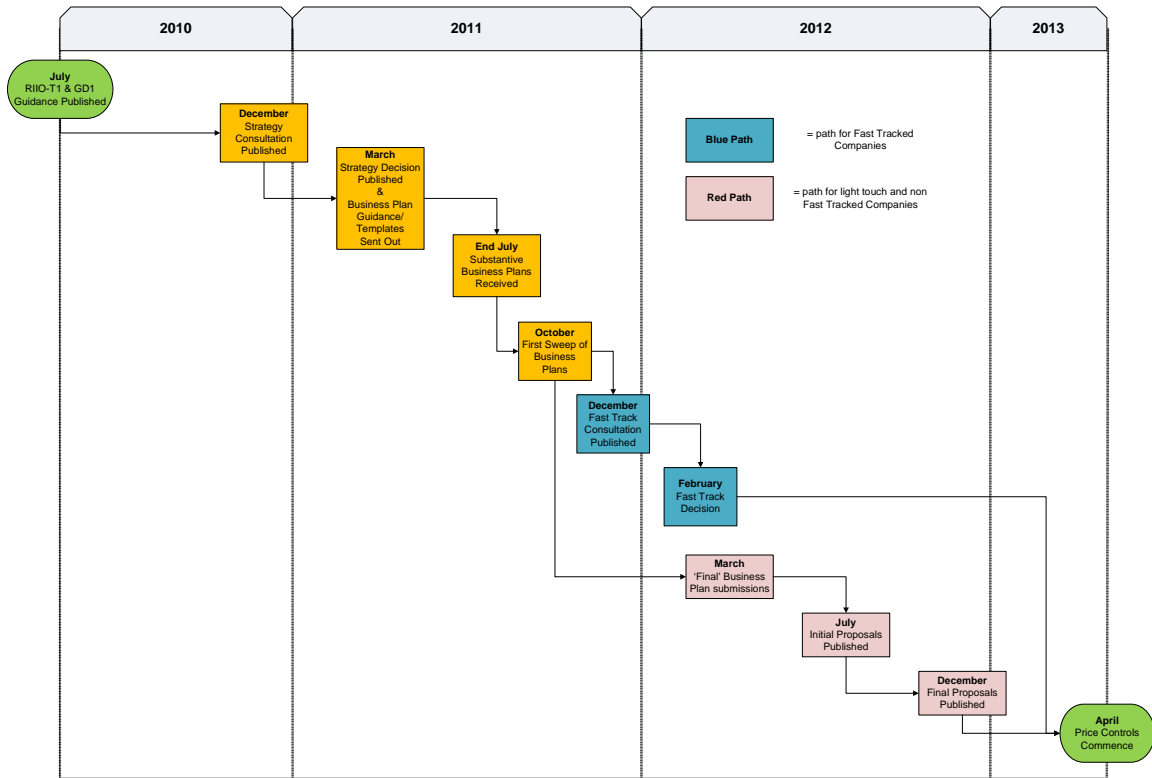 2010
2011
2012
2013
July
RIIO-T1 & GD1
Guidance Published
December
Strategy
Consultation
Published
March
Strategy Decision
Published
&
Business Plan
Guidance/
Templates
Sent Out
Blue Path
= path for Fast Tracked
Companies
Red Path
= path for light touch and non
Fast Tracked Companies
End July
Substantive
Business Plans
Received
October
First Sweep of
Business
Plans
December
Fast Track
Consultation
Published
February
Fast Track
Decision
March
‘Final’ Business
Plan submissions
July
Initial Proposals
Published
December
Final Proposals
Published
April
Price Controls
Commence